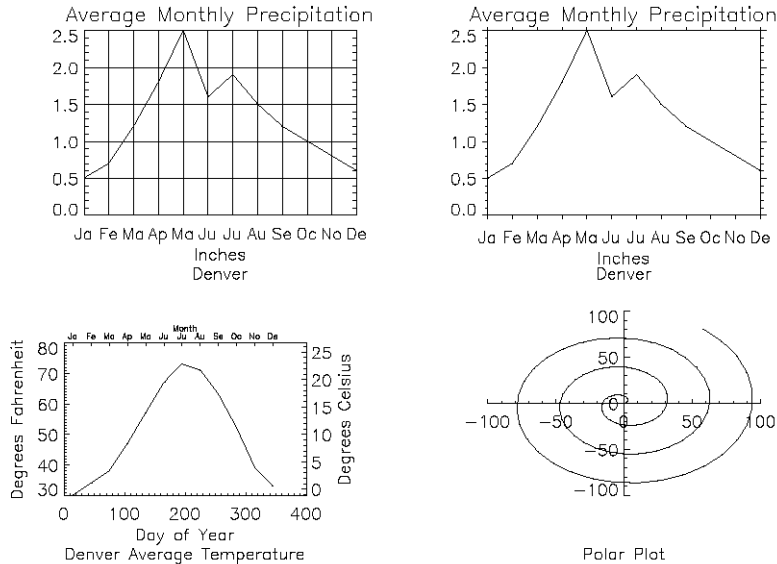 Average Monthly Precipitation
2.5
2.0
1.5
1.0
0.5
0.0
Ja Fe Ma Ap Ma Ju Ju Au Se Oc No De
Inches
Denver
Average Monthly Precipitation
2.5
2.0
1.5
1.0
0.5
0.0
Ja Fe Ma Ap Ma Ju Ju Au Se Oc No De
Inches
Denver
Month
Ja Fe Ma Ap Ma Ju Ju Au Se Oc No De
Degrees Fahrenheit
80
70
60
50
40
30
25
20
15
10
5
0
Degrees Celsius
0 100 200 300 400
Day of Year
Denver Average Temperature
100
50
0
-50
-100
-100 -50 0 50 100
Polar Plot